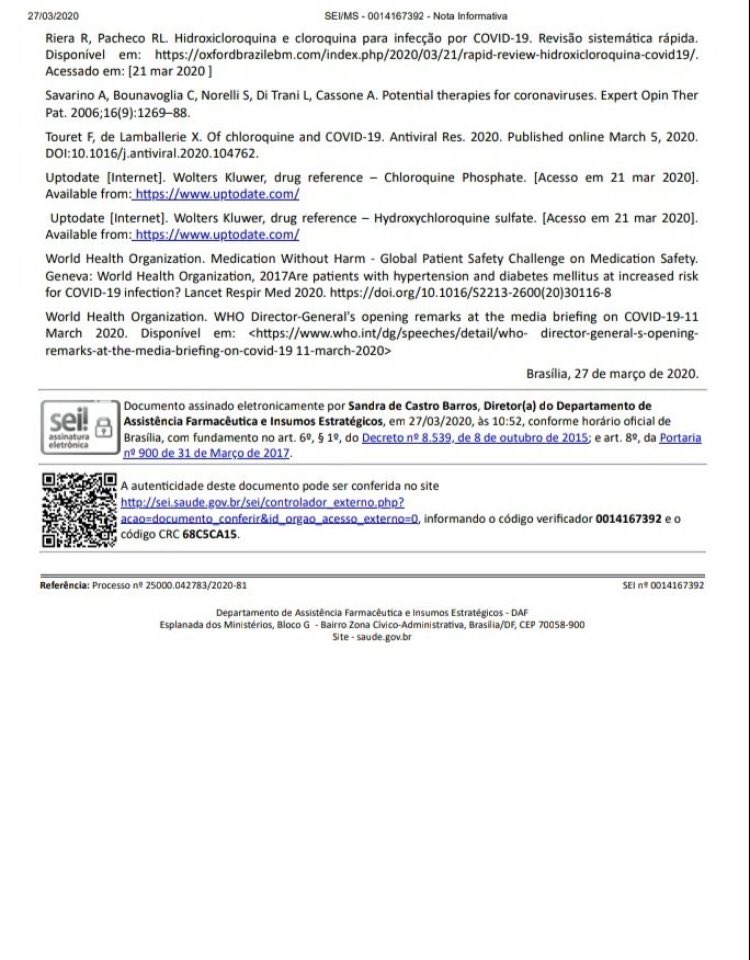 27/03/2020
SEI/MS - 0014167392 - Nota Informativa
Riera R, Pacheco RL. Hidroxicloroquina e cloroquina para infecção por COVID-19. Revisão sistemática rápida.
Disponível em: https://oxfordbrazilebm.com/index.php/2020/03/21/rapid-review-hidroxicloroquina-covid19/.
Acessado em: [21 mar 2020 ]
Savarino A, Bounavoglia C, Norelli S, Di Trani L, Cassone A. Potential therapies for coronaviruses. Expert Opin Ther
Pat. 2006;16(9):1269–88.
Touret F, de Lamballerie X. Of chloroquine and COVID-19. Antiviral Res. 2020. Published online March 5, 2020.
DOI:10.1016/j.antiviral.2020.104762.
Uptodate [Internet]. Wolters Kluwer, drug reference – Chloroquine Phosphate. [Acesso em 21 mar 2020].
Available from: https://www.uptodate.com/
Uptodate [Internet]. Wolters Kluwer, drug reference – Hydroxychloroquine sulfate. [Acesso em 21 mar 2020].
Available from: https://www.uptodate.com/
World Health Organization. Medication Without Harm - Global Patient Safety Challenge on Medication Safety.
Geneva: World Health Organization, 2017Are patients with hypertension and diabetes mellitus at increased risk
for COVID-19 infection? Lancet Respir Med 2020. https://doi.org/10.1016/S2213-2600(20)30116-8
World Health Organization. WHO Director-General's opening remarks at the media briefing on COVID-19-11
March 2020. Disponível em: <https://www.who.int/dg/speeches/detail/who- director-general-s-opening-
remarks-at-the-media-briefing-on-covid-19 11-march-2020>
Brasília, 27 de março de 2020.
sei!
assinatura
eletrônica
Documento assinado eletronicamente por Sandra de Castro Barros, Diretor(a) do Departamento de
Assistência Farmacêutica e Insumos Estratégicos, em 27/03/2020, às 10:52, conforme horário oficial de
Brasília, com fundamento no art. 6º, § 1º, do Decreto nº 8.539, de 8 de outubro de 2015; e art. 8º, da Portaria
nº 900 de 31 de Março de 2017.
A autenticidade deste documento pode ser conferida no site
http://sei.saude.gov.br/sei/controlador_externo.php?
acao=documento_conferir&id_orgao_acesso_externo=0, informando o código verificador 0014167392 e o
código CRC 68C5CA15.
Referência: Processo nº 25000.042783/2020-81
SEI nº 0014167392
Departamento de Assistência Farmacêutica e Insumos Estratégicos - DAF
Esplanada dos Ministérios, Bloco G - Bairro Zona Cívico-Administrativa, Brasília/DF, CEP 70058-900
Site - saude.gov.br